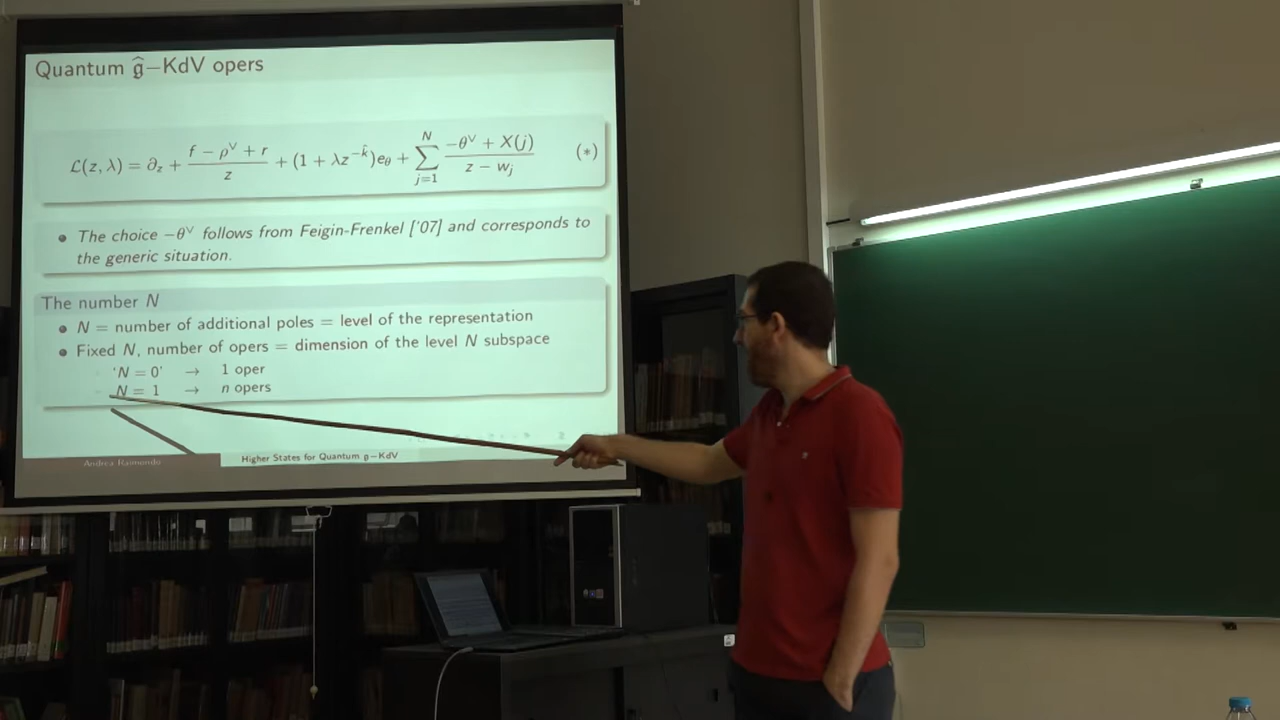 Quantum ĝ−KdV opers
ℒ(z, λ) = ∂_z + (f − ρ^∨ + r)/z + (1 + λz^{−k̂})e_θ + ∑_{j=1}^{N} (−θ^∨ + X(j))/(z − w_j) (*)
• The choice −θ^∨ follows from Feigin-Frenkel ['07] and corresponds to
the generic situation.
The number N
• N = number of additional poles = level of the representation
• Fixed N, number of opers = dimension of the level N subspace
'N = 0' → 1 oper
N = 1 → n opers
Andrea Raimondo
Higher States for Quantum g−KdV